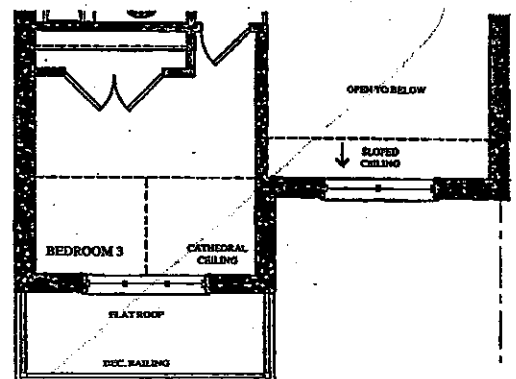 OPEN TO BELOW
SLOPED
CEILING
BEDROOM 3
CATHEDRAL
CEILING
FLAT ROOF
DEC. RAILING